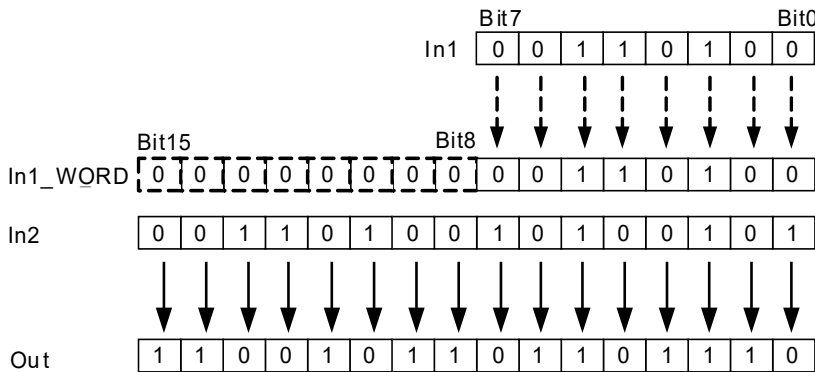 Bit7 Bit0
In1 0 0 1 1 0 1 0 0
Bit15 Bit8
In1_WORD 0 0 0 0 0 0 0 0 0 0 1 1 0 1 0 0
In2 0 0 1 1 0 1 0 0 1 0 1 0 0 1 0 1
Out 1 1 0 0 1 0 1 1 0 1 1 0 1 1 1 0